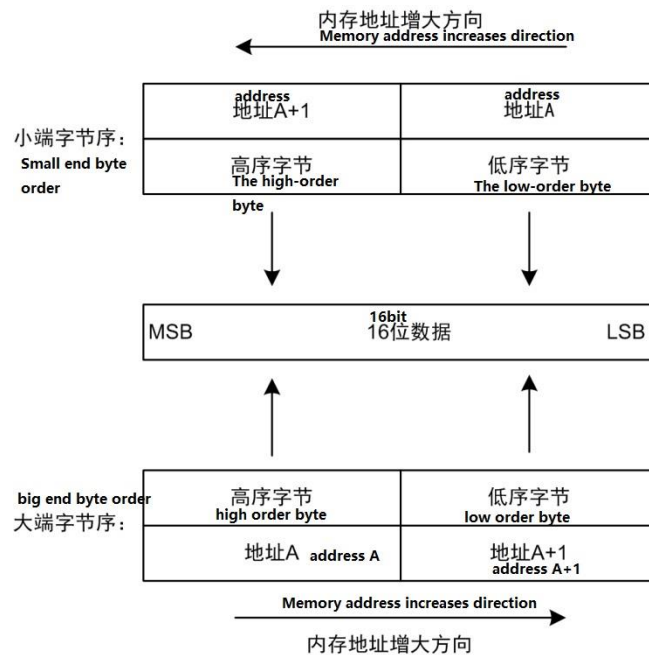 内存地址增大方向
Memory address increases direction
address
地址A+1
address
地址A
小端字节序：
Small end byte
order
高序字节
The high-order
byte
低序字节
The low-order byte
16bit
MSB
16位数据
LSB
big end byte order
大端字节序：
高序字节
high order byte
低序字节
low order byte
地址A address A
地址A+1
address A+1
Memory address increases direction
内存地址增大方向